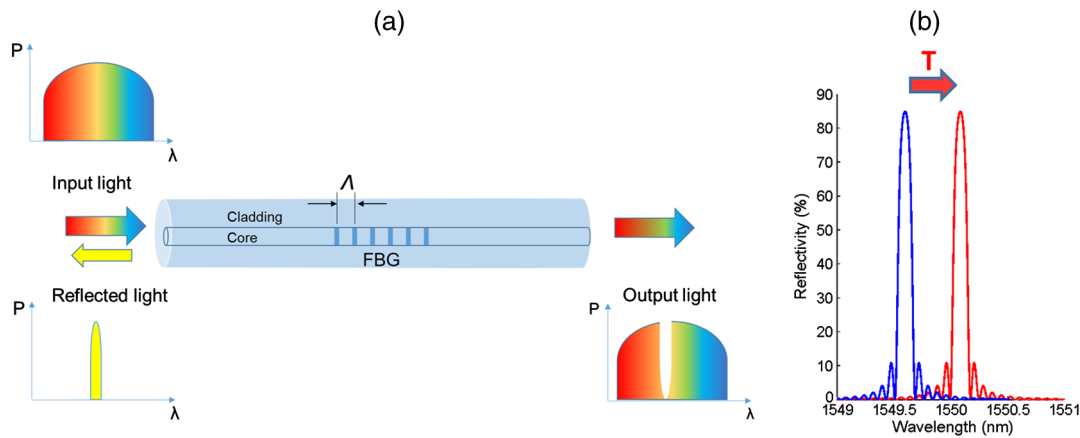 (a)
P
λ
Input light
Λ
Cladding
Core
FBG
Reflected light
P
λ
Output light
P
λ
(b)
T
90
80
70
60
50
40
30
20
10
0
Reflectivity (%)
1549 1549.5 1550 1550.5 1551
Wavelength (nm)